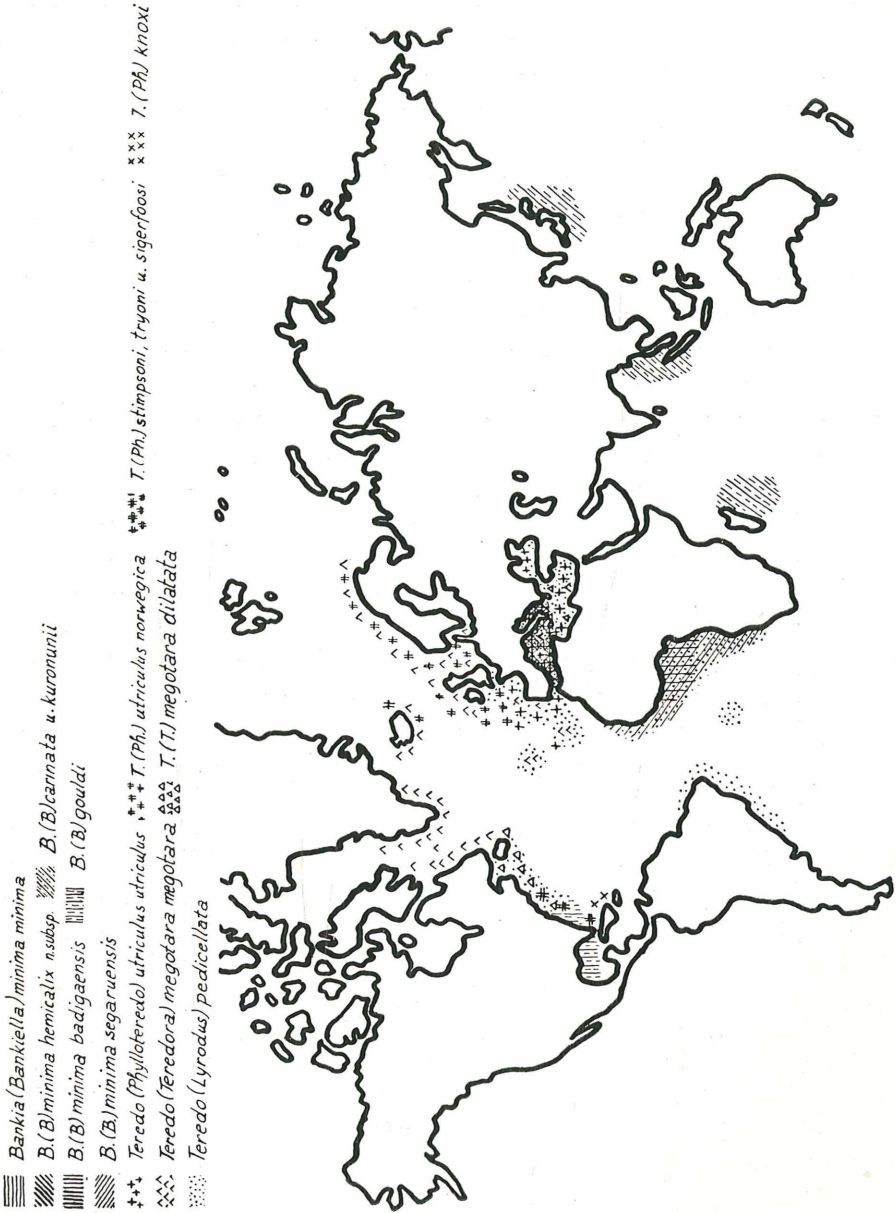 Bankia (Bankiella) minima minima
B. (B) minima hemicalix n.subsp. B. (B) carinata u. kuronunii
B. (B) minima badigaensis B. (B) gouldi
B. (B.) minima segaruensis
Teredo (Phylloteredo) utriculus utriculus T. (Ph.) utriculus norwegica T. (Ph.) stimpsoni, tryoni u. sigerfoosi T. (Ph) knoxi
Teredo (Teredora) megotara megotara T. (T.) megotara dilatata
Teredo (Lyrodus) pedicellata